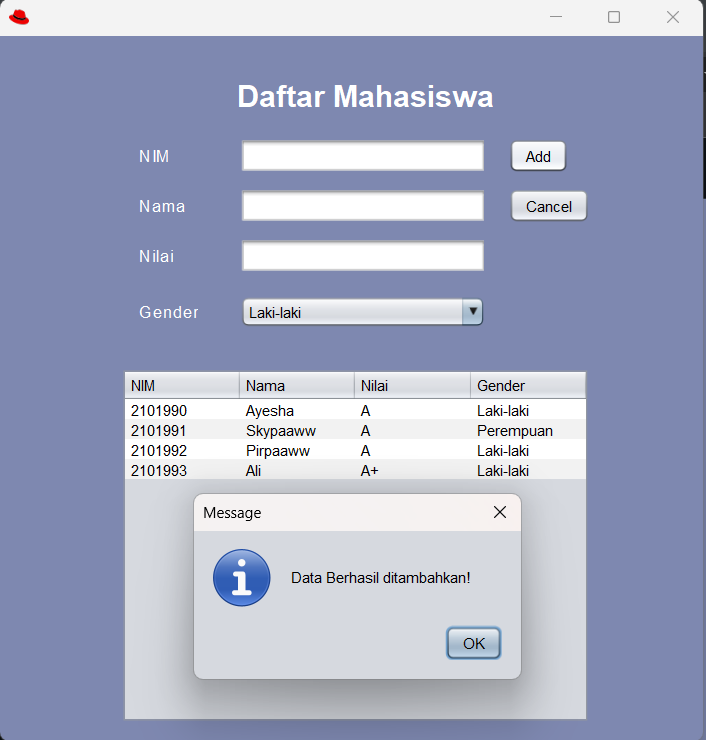 Daftar Mahasiswa
NIM
Add
Nama
Cancel
Nilai
Gender Laki-laki
NIM Nama Nilai Gender
2101990 Ayesha A Laki-laki
2101991 Skypaaww A Perempuan
2101992 Pirpaaww A Laki-laki
2101993 Ali A+ Laki-laki
Message
Data Berhasil ditambahkan!
OK